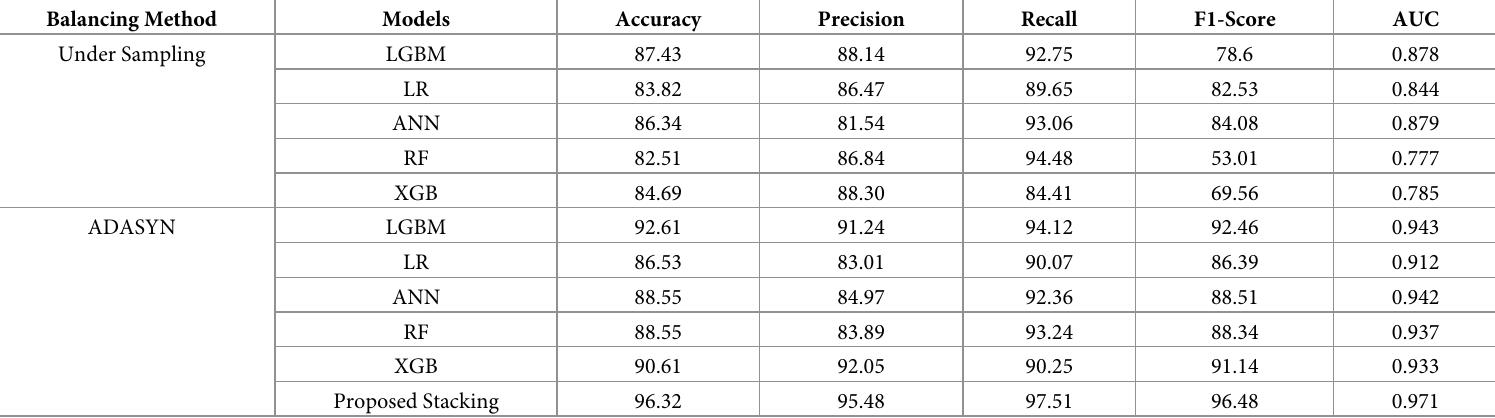 Balancing Method Models Accuracy Precision Recall F1-Score AUC
Under Sampling LGBM 87.43 88.14 92.75 78.6 0.878
LR 83.82 86.47 89.65 82.53 0.844
ANN 86.34 81.54 93.06 84.08 0.879
RF 82.51 86.84 94.48 53.01 0.777
XGB 84.69 88.30 84.41 69.56 0.785
ADASYN LGBM 92.61 91.24 94.12 92.46 0.943
LR 86.53 83.01 90.07 86.39 0.912
ANN 88.55 84.97 92.36 88.51 0.942
RF 88.55 83.89 93.24 88.34 0.937
XGB 90.61 92.05 90.25 91.14 0.933
Proposed Stacking 96.32 95.48 97.51 96.48 0.971